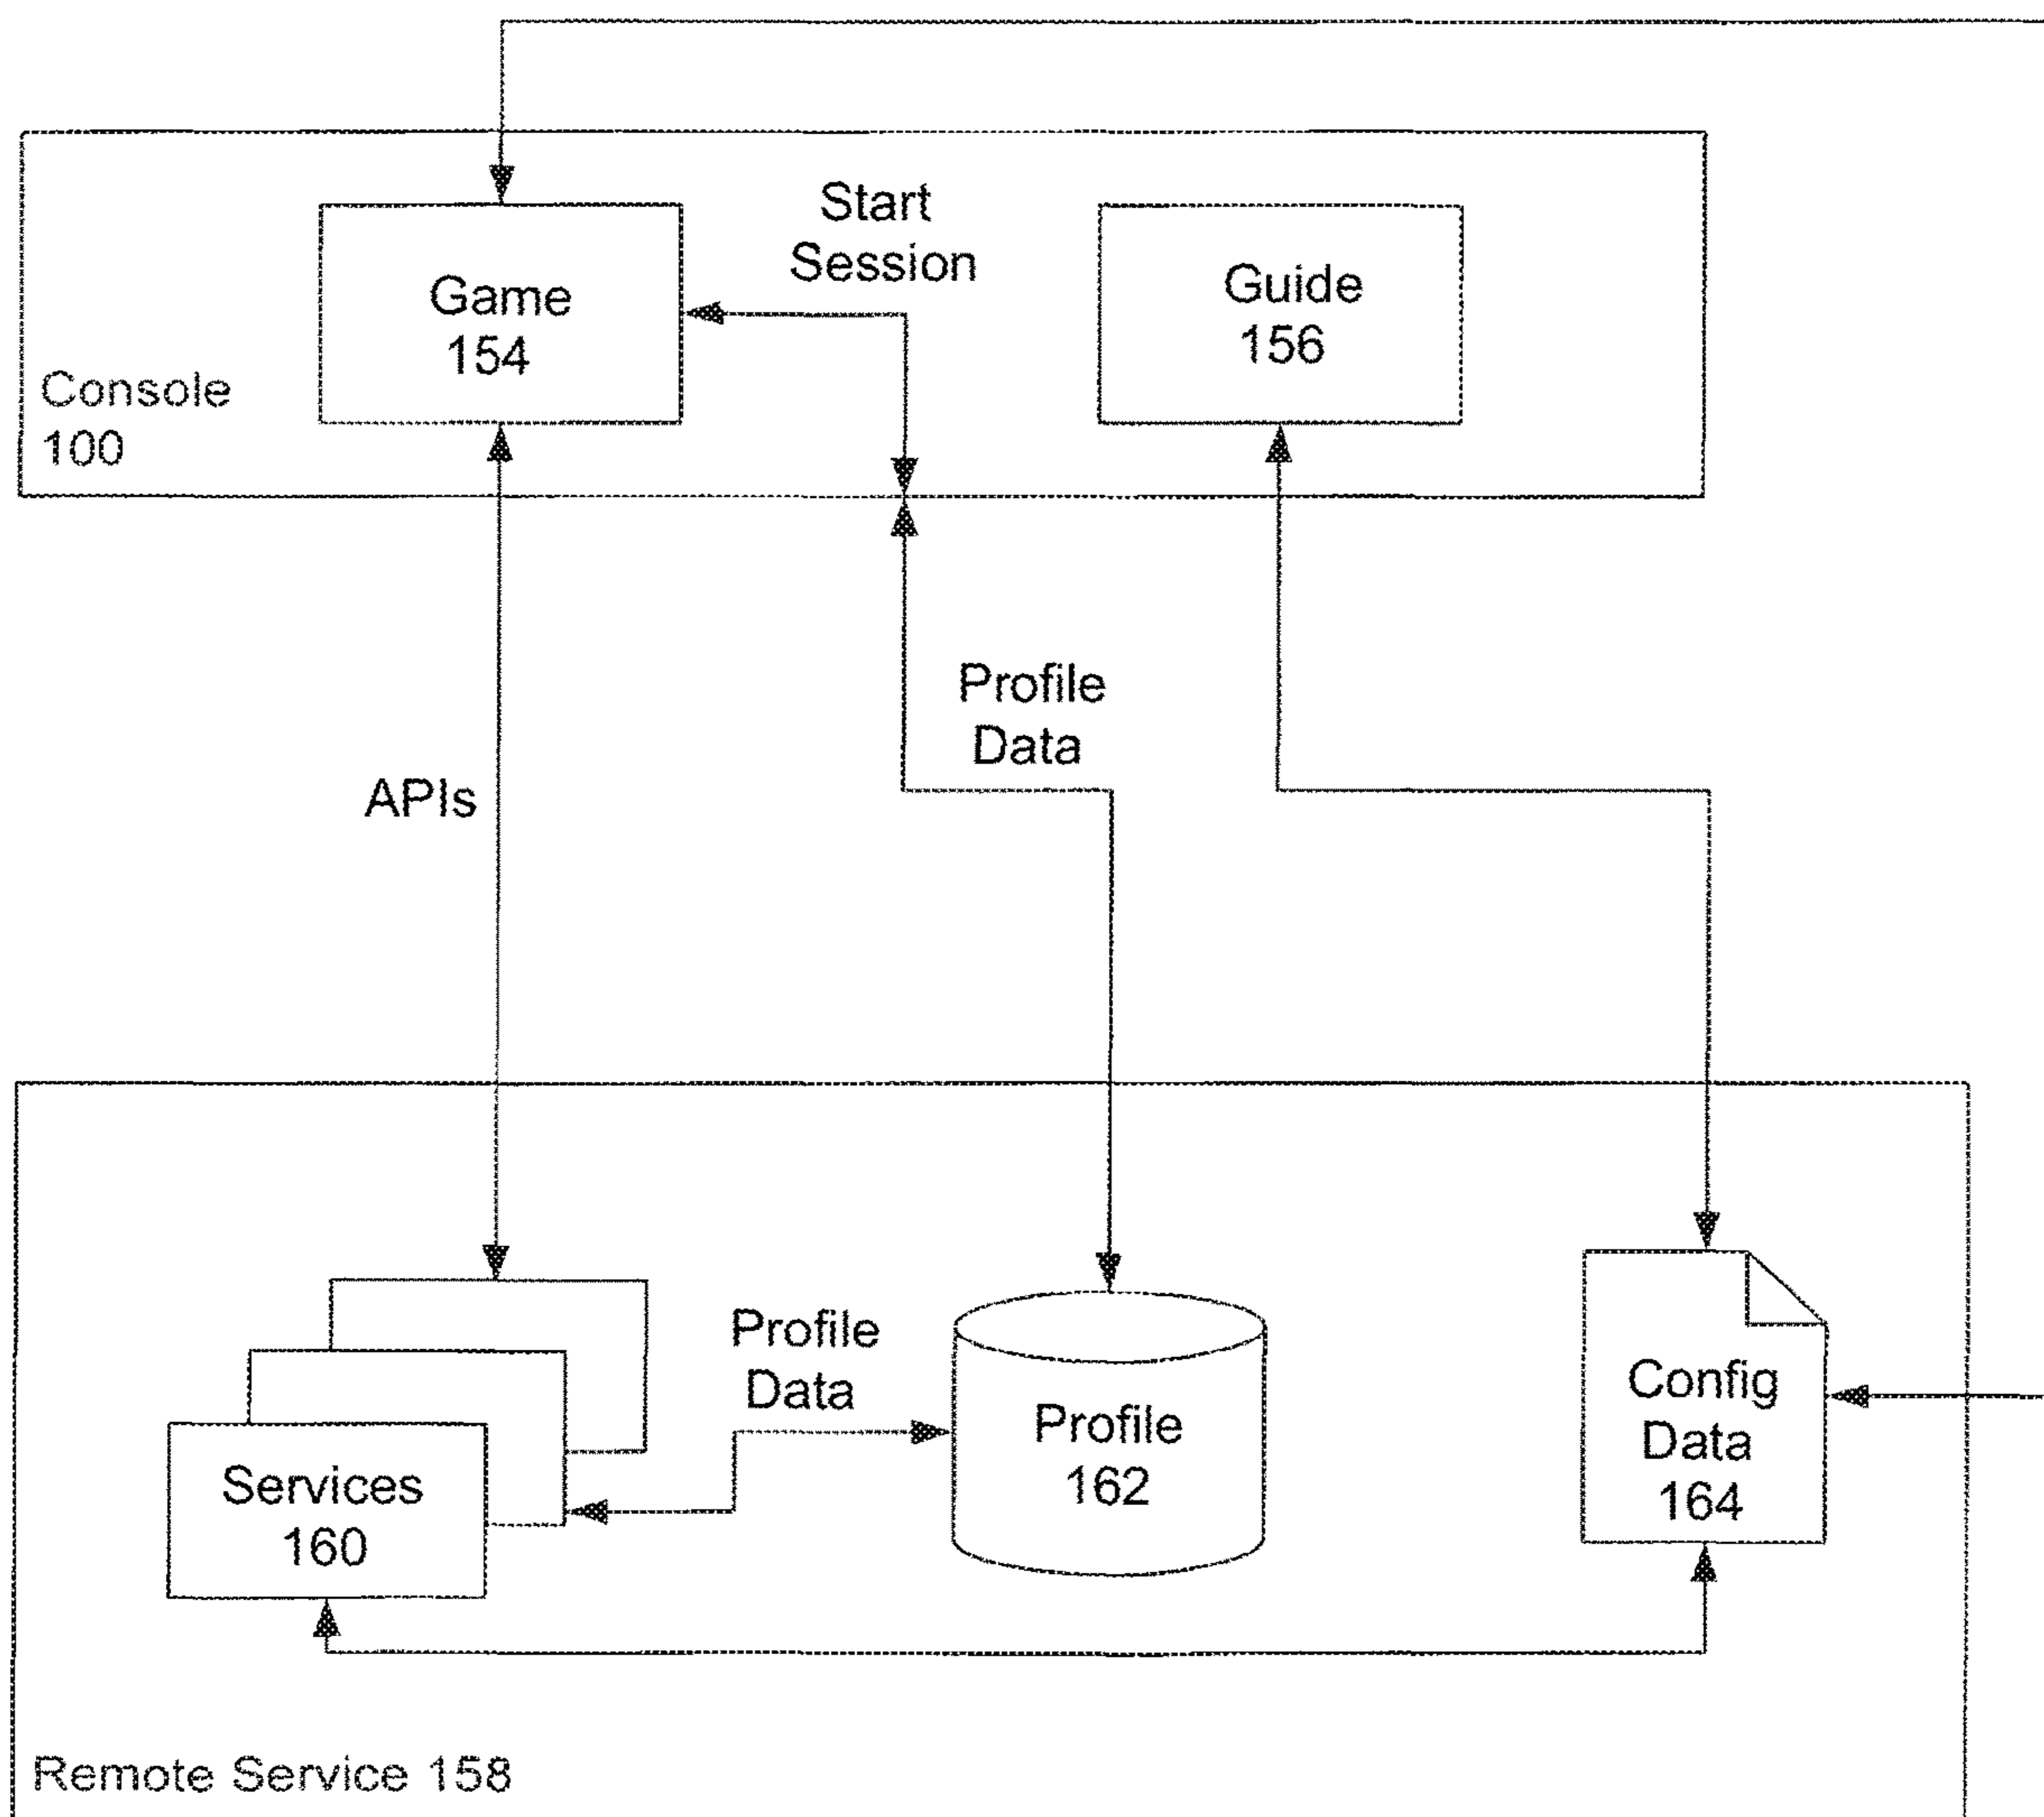 Start
Session
Game
154
Guide
156
Console
100
Profile
Data
APIs
Profile
Data
Services
160
Profile
162
Config
Data
164
Remote Service 158